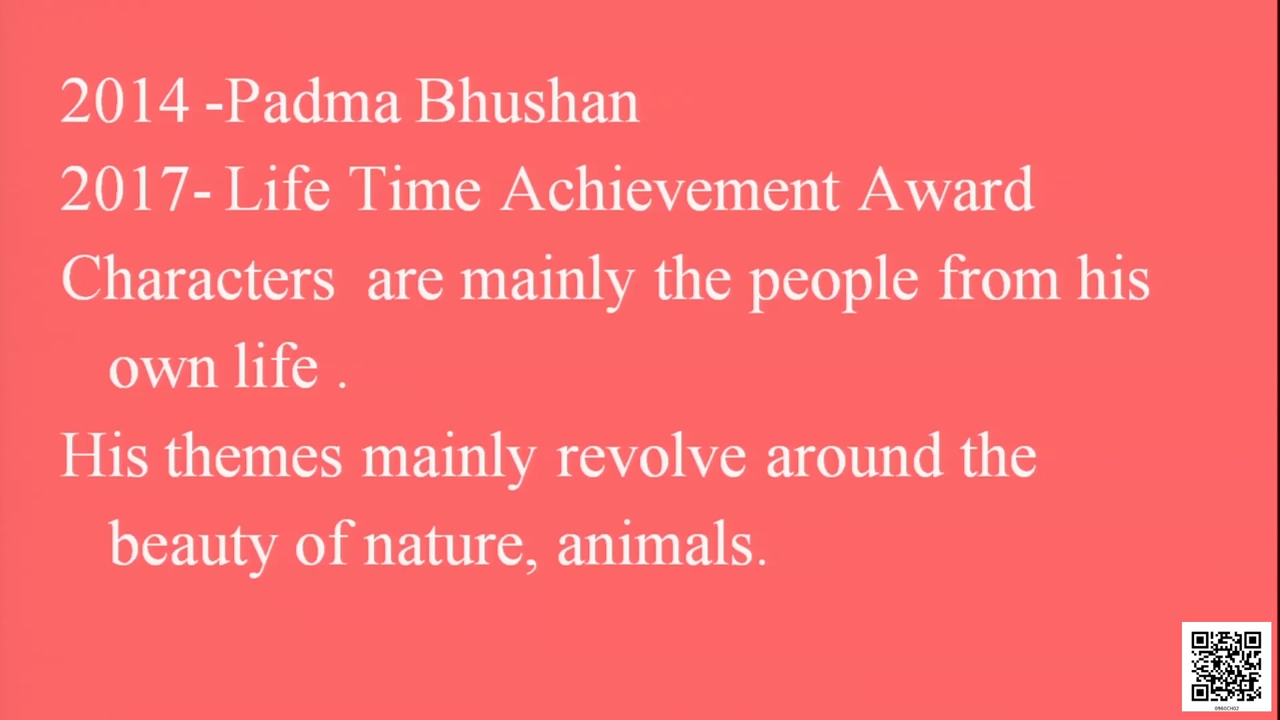 2014 -Padma Bhushan
2017- Life Time Achievement Award
Characters are mainly the people from his
own life .
His themes mainly revolve around the
beauty of nature, animals.